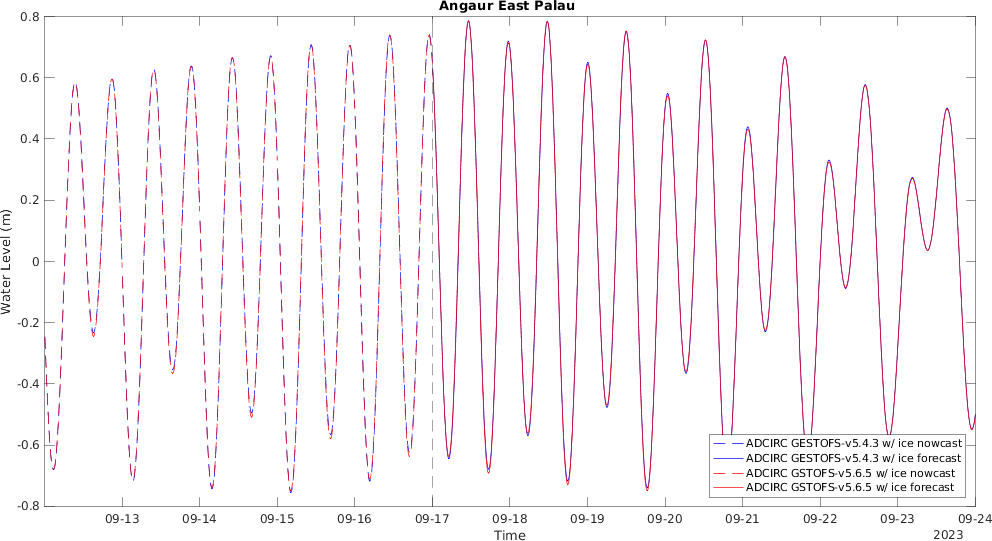 Angaur East Palau
0.8
0.6
0.4
0.2
0
-0.2
-0.4
-0.6
-0.8
Water Level (m)
ADCIRC GESTOFS-v5.4.3 w/ ice nowcast
ADCIRC GESTOFS-v5.4.3 w/ ice forecast
ADCIRC GSTOFS-v5.6.5 w/ ice nowcast
ADCIRC GSTOFS-v5.6.5 w/ ice forecast
09-13 09-14 09-15 09-16 09-17 09-18 09-19 09-20 09-21 09-22 09-23 09-24
Time
2023